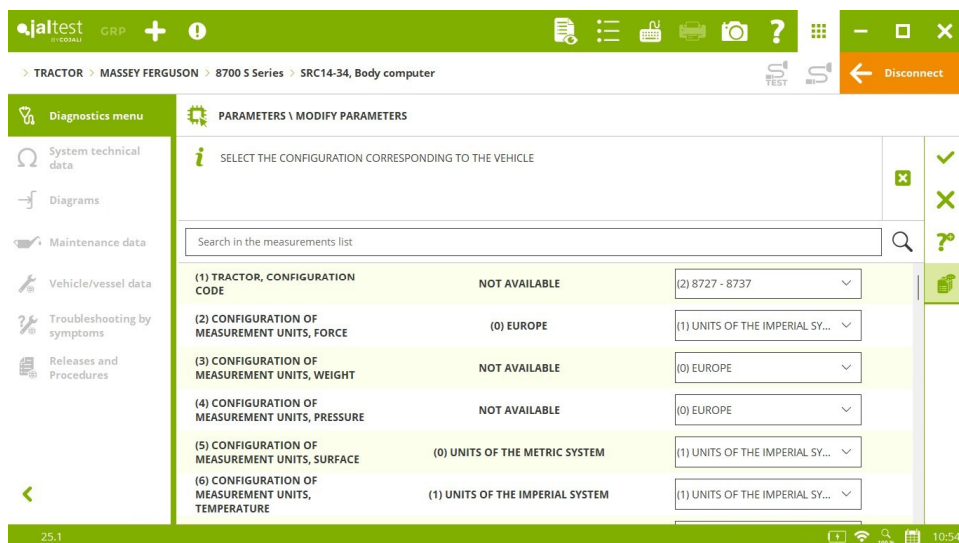 jaltest GRP
BY COJALI
> TRACTOR > MASSEY FERGUSON > 8700 S Series > SRC14-34, Body computer
TEST
Disconnect
Diagnostics menu
System technical
data
Diagrams
Maintenance data
Vehicle/vessel data
Troubleshooting by
symptoms
Releases and
Procedures
PARAMETERS \ MODIFY PARAMETERS
SELECT THE CONFIGURATION CORRESPONDING TO THE VEHICLE
Search in the measurements list
(1) TRACTOR, CONFIGURATION
CODE
NOT AVAILABLE
(2) 8727 - 8737
(2) CONFIGURATION OF
MEASUREMENT UNITS, FORCE
(0) EUROPE
(1) UNITS OF THE IMPERIAL SY...
(3) CONFIGURATION OF
MEASUREMENT UNITS, WEIGHT
NOT AVAILABLE
(0) EUROPE
(4) CONFIGURATION OF
MEASUREMENT UNITS, PRESSURE
NOT AVAILABLE
(0) EUROPE
(5) CONFIGURATION OF
MEASUREMENT UNITS, SURFACE
(0) UNITS OF THE METRIC SYSTEM
(1) UNITS OF THE IMPERIAL SY...
(6) CONFIGURATION OF
MEASUREMENT UNITS,
TEMPERATURE
(1) UNITS OF THE IMPERIAL SYSTEM
(1) UNITS OF THE IMPERIAL SY...
25.1
10:54